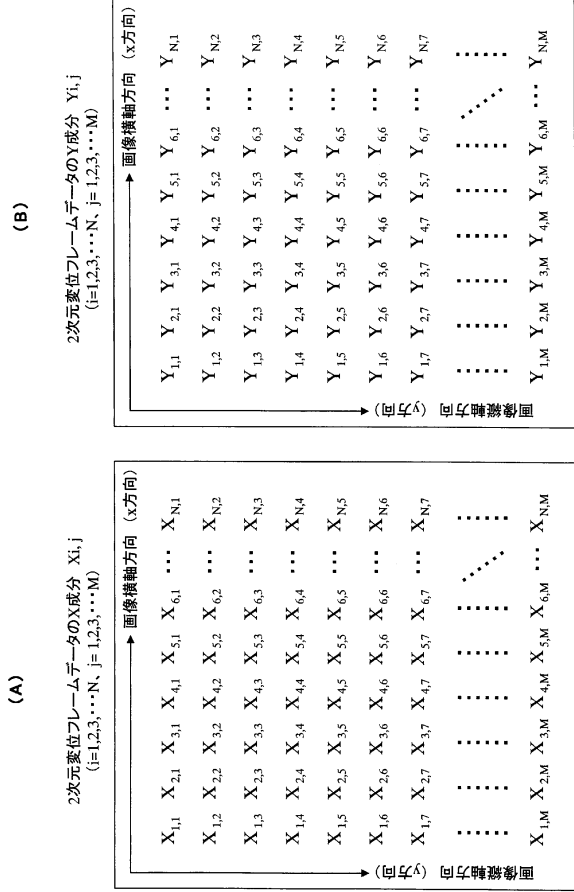 (A)
2次元変位フレームデータのX成分 Xi, j
(i=1,2,3,･･･N、j= 1,2,3,･･･M)
画像横軸方向 (x方向)
画像縦軸方向 (y方向)
X1,1 X2,1 X3,1 X4,1 X5,1 X6,1 ･･･ XN,1
X1,2 X2,2 X3,2 X4,2 X5,2 X6,2 ･･･ XN,2
X1,3 X2,3 X3,3 X4,3 X5,3 X6,3 ･･･ XN,3
X1,4 X2,4 X3,4 X4,4 X5,4 X6,4 ･･･ XN,4
X1,5 X2,5 X3,5 X4,5 X5,5 X6,5 ･･･ XN,5
X1,6 X2,6 X3,6 X4,6 X5,6 X6,6 ･･･ XN,6
X1,7 X2,7 X3,7 X4,7 X5,7 X6,7 ･･･ XN,7
X1,M X2,M X3,M X4,M X5,M X6,M ･･･ XN,M
(B)
2次元変位フレームデータのY成分 Yi, j
(i=1,2,3,･･･N、j= 1,2,3,･･･M)
画像横軸方向 (x方向)
画像縦軸方向 (y方向)
Y1,1 Y2,1 Y3,1 Y4,1 Y5,1 Y6,1 ･･･ YN,1
Y1,2 Y2,2 Y3,2 Y4,2 Y5,2 Y6,2 ･･･ YN,2
Y1,3 Y2,3 Y3,3 Y4,3 Y5,3 Y6,3 ･･･ YN,3
Y1,4 Y2,4 Y3,4 Y4,4 Y5,4 Y6,4 ･･･ YN,4
Y1,5 Y2,5 Y3,5 Y4,5 Y5,5 Y6,5 ･･･ YN,5
Y1,6 Y2,6 Y3,6 Y4,6 Y5,6 Y6,6 ･･･ YN,6
Y1,7 Y2,7 Y3,7 Y4,7 Y5,7 Y6,7 ･･･ YN,7
Y1,M Y2,M Y3,M Y4,M Y5,M Y6,M ･･･ YN,M